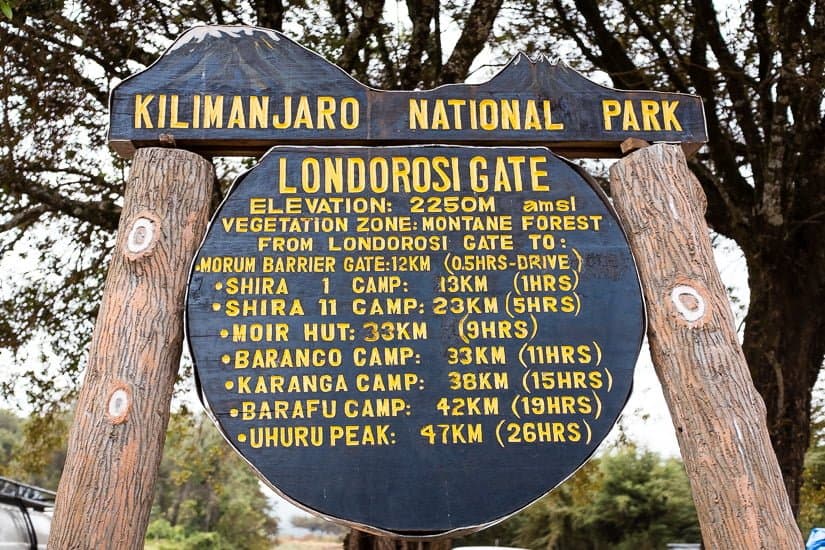 KILIMANJARO NATIONAL PARK
LONDOROSI GATE
ELEVATION: 2250M amsl
VEGETATION ZONE: MONTANE FOREST
FROM LONDOROSI GATE TO:
•MORUM BARRIER GATE:12KM (0.5HRS-DRIVE)
•SHIRA 1 CAMP: 13KM (1HRS)
•SHIRA 11 CAMP: 23KM (5HRS)
•MOIR HUT: 33KM (9HRS)
•BARANCO CAMP: 33KM (11HRS)
•KARANGA CAMP: 38KM (15HRS)
•BARAFU CAMP: 42KM (19HRS)
•UHURU PEAK: 47KM (26HRS)